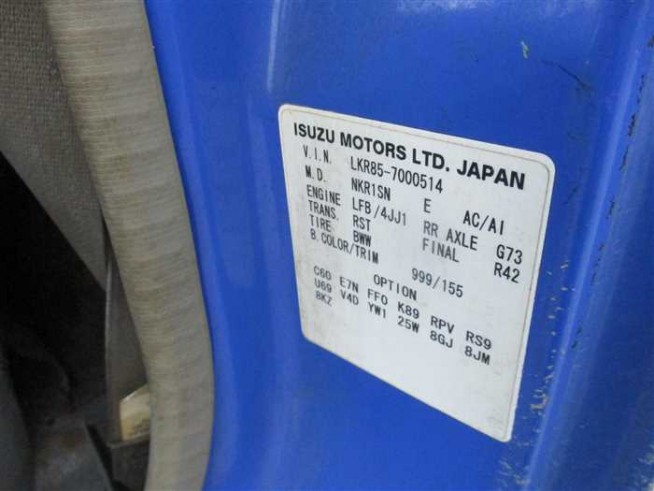 ISUZU MOTORS LTD. JAPAN
V.I.N. LKR85-7000514
M.D. NKR1SN E AC/AI
ENGINE LFB/4JJ1 RR AXLE G73
TRANS. RST FINAL R42
TIRE BWW
B.COLOR/TRIM 999/155
OPTION
C60 E7N FF0 K89 RPV RS9
U69 V4D YW1 25W 8GJ 8JM
8KZ